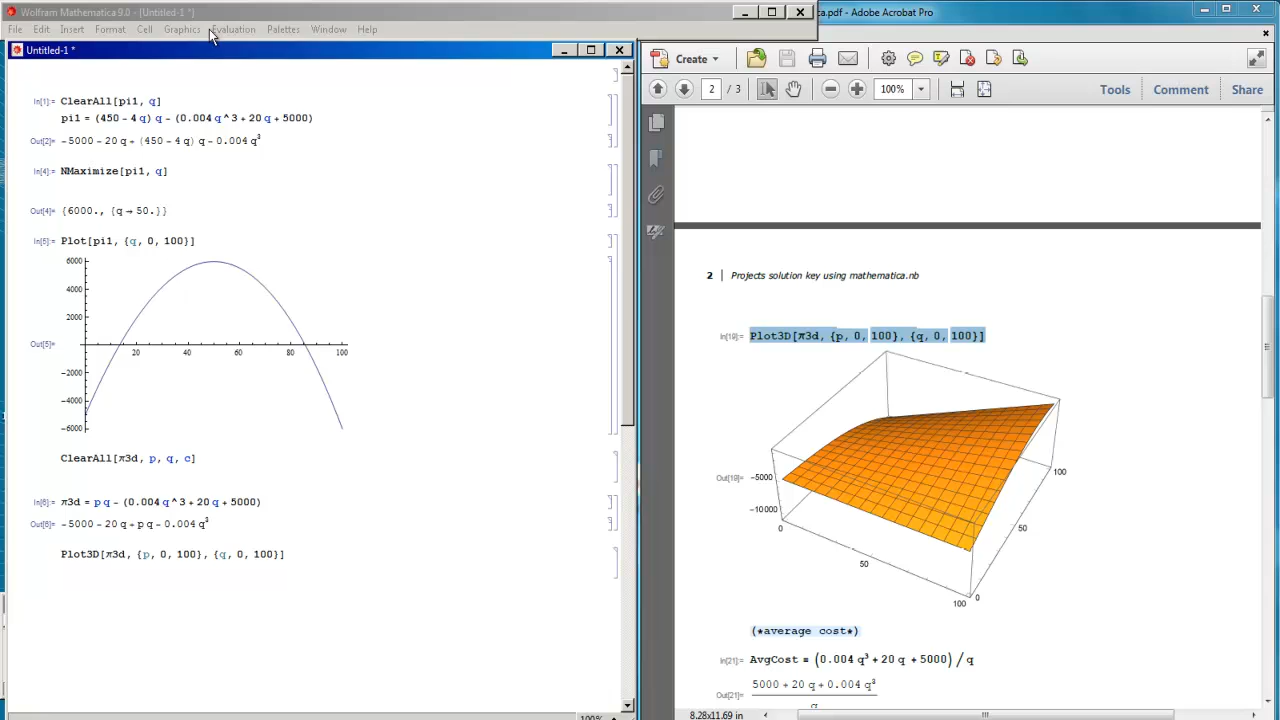 Wolfram Mathematica 9.0 - [Untitled-1 *]
File Edit Insert Format Cell Graphics Evaluation Palettes Window Help
Untitled-1 *
In[1]:= ClearAll[pi1, q]
pi1 = (450 - 4 q) q - (0.004 q ^ 3 + 20 q + 5000)
Out[2]= -5000 - 20 q + (450 - 4 q) q - 0.004 q³
In[4]:= NMaximize[pi1, q]
Out[4]= {6000., {q → 50.}}
In[5]:= Plot[pi1, {q, 0, 100}]
6000
4000
2000
Out[5]=
20 40 60 80 100
-2000
-4000
-6000
ClearAll[π3d, p, q, c]
In[6]:= π3d = p q - (0.004 q ^ 3 + 20 q + 5000)
Out[6]= -5000 - 20 q + p q - 0.004 q³
Plot3D[π3d, {p, 0, 100}, {q, 0, 100}]
100%
ca.pdf - Adobe Acrobat Pro
Create
2 / 3
100%
Tools Comment Share
2 | Projects solution key using mathematica.nb
In[19]:= Plot3D[π3d, {p, 0, 100}, {q, 0, 100}]
Out[19]=
-5000
-10000
0
50
100
0
50
100
(*average cost*)
In[21]:= AvgCost = (0.004 q³ + 20 q + 5000) / q
Out[21]=
5000 + 20 q + 0.004 q³
q
8.28x11.69 in